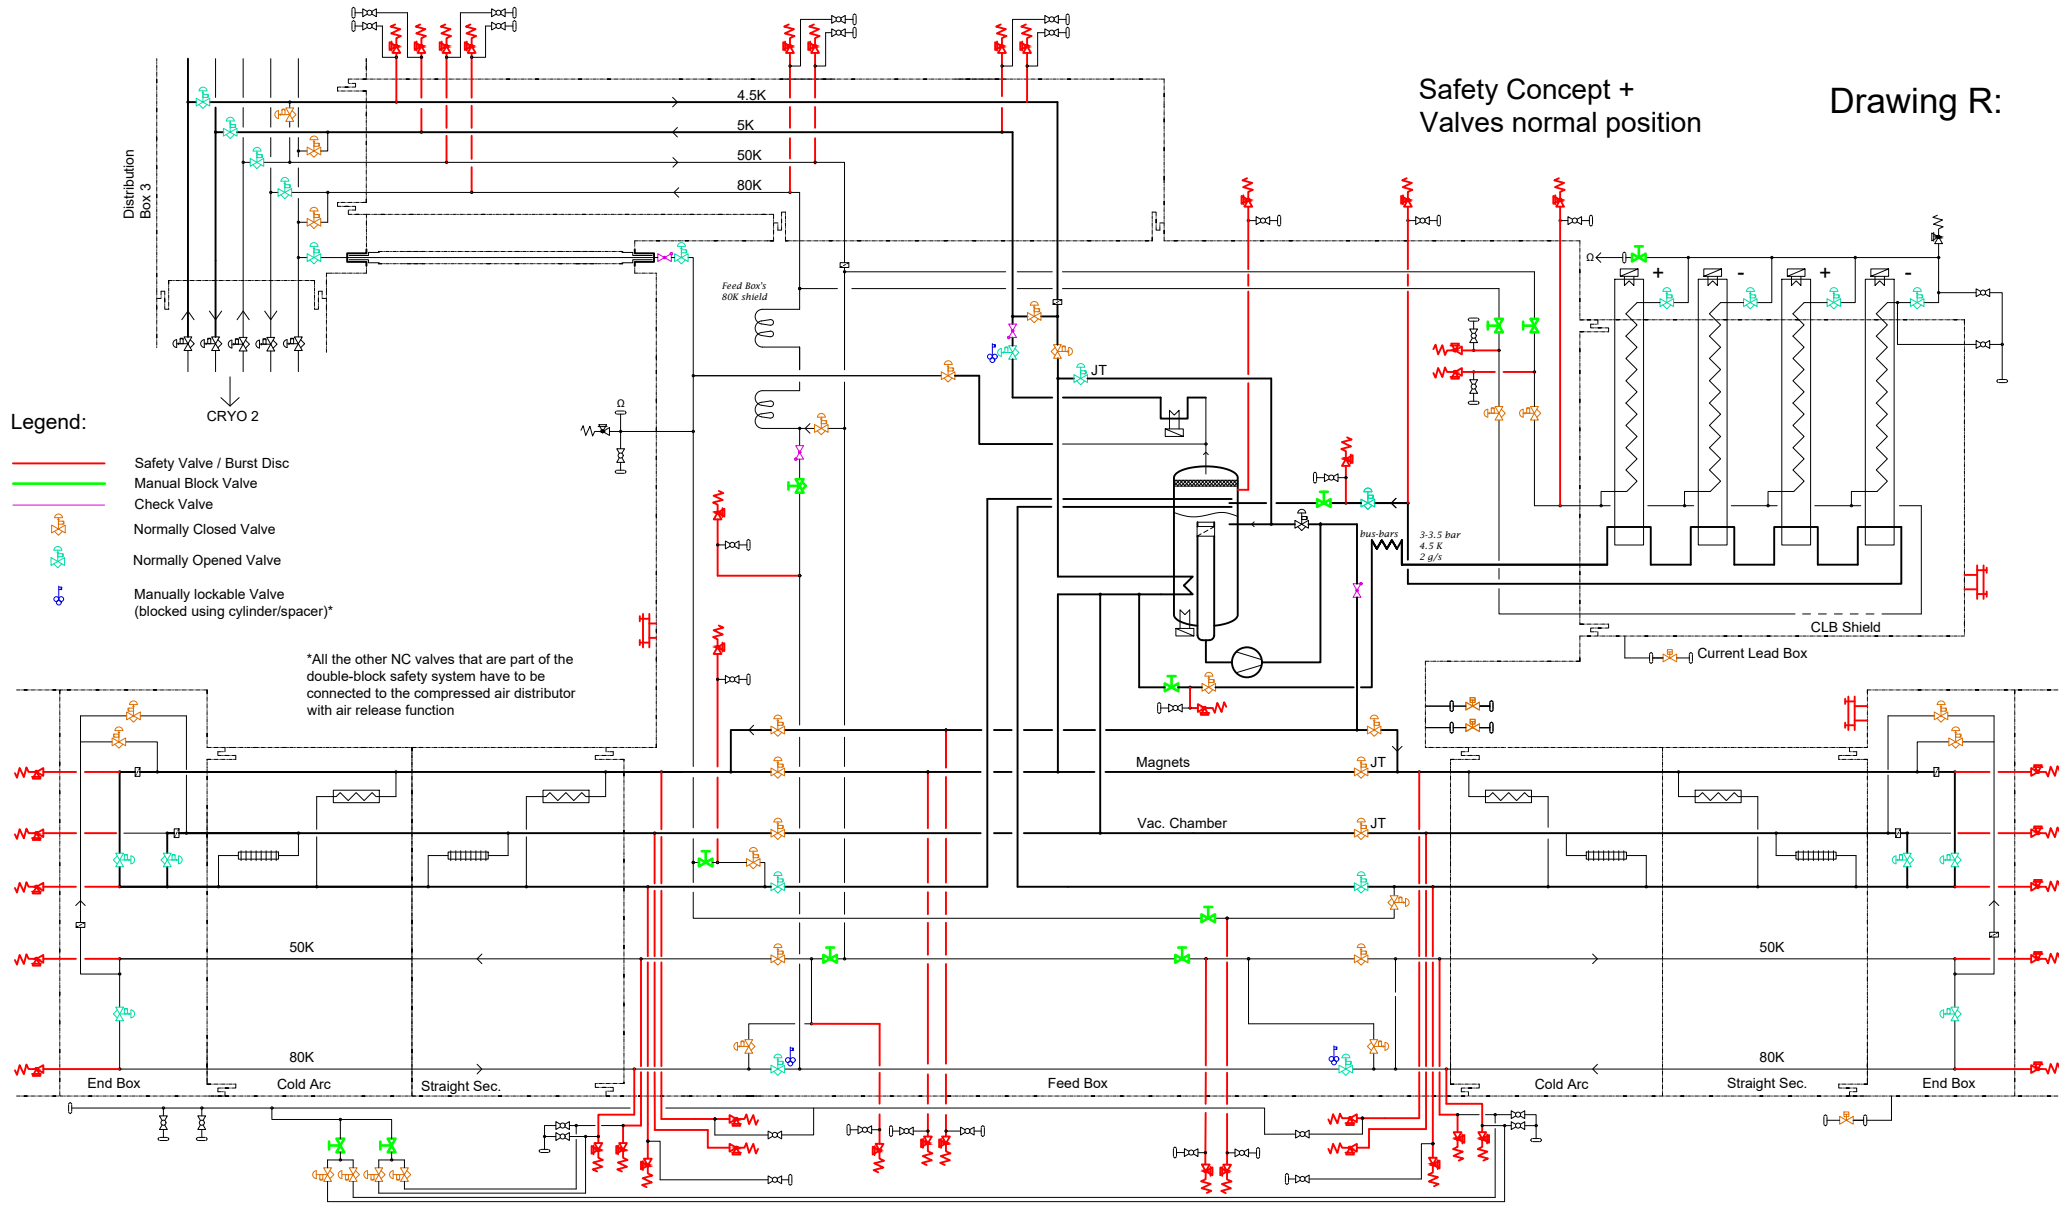 Safety Concept +
Valves normal position
Drawing R:
4.5K
5K
50K
80K
Distribution
Box 3
Ω
+
-
+
-
Feed Box's
80K shield
JT
CRYO 2
Ω
Legend:
Safety Valve / Burst Disc
Manual Block Valve
Check Valve
Normally Closed Valve
Normally Opened Valve
Manually lockable Valve
(blocked using cylinder/spacer)*
bus-bars
3-3.5 bar
4.5 K
2 g/s
CLB Shield
Current Lead Box
*All the other NC valves that are part of the
double-block safety system have to be
connected to the compressed air distributor
with air release function
Magnets
JT
Vac. Chamber
JT
50K
50K
80K
80K
End Box
Cold Arc
Straight Sec.
Feed Box
Cold Arc
Straight Sec.
End Box